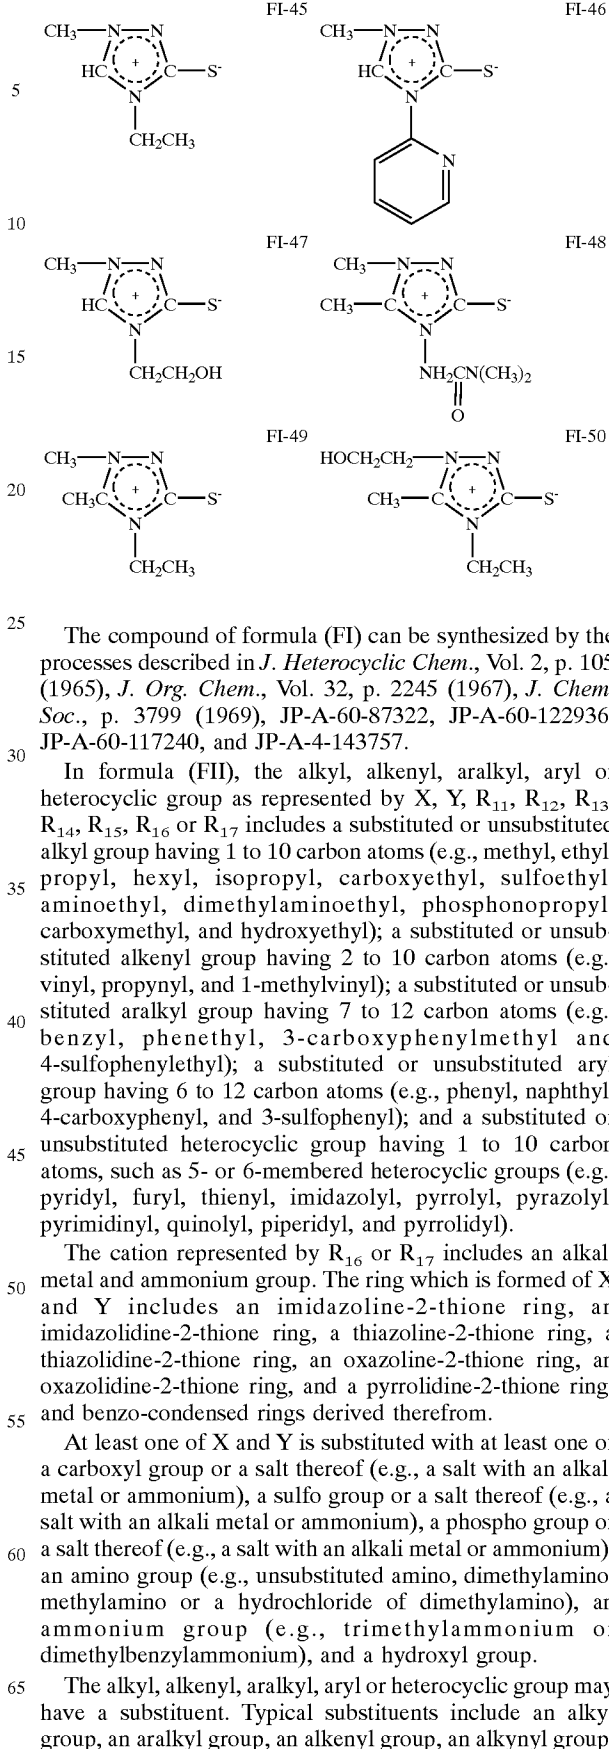 FI-45
FI-46
CH₃ N N
CH₃ N N
HC + C S⁻
HC + C S⁻
5
N
N
CH₂CH₃
N
10
FI-47
FI-48
CH₃ N N
CH₃ N N
HC + C S⁻
CH₃ C + C S⁻
N
N
15
CH₂CH₂OH
NH₂CN(CH₃)₂
O
FI-49
FI-50
CH₃ N N
HOCH₂CH₂ N N
20
CH₃C + C S⁻
CH₃ C + C S⁻
N
N
CH₂CH₃
CH₂CH₃
25
The compound of formula (FI) can be synthesized by the
processes described in J. Heterocyclic Chem., Vol. 2, p. 105
(1965), J. Org. Chem., Vol. 32, p. 2245 (1967), J. Chem.
Soc., p. 3799 (1969), JP-A-60-87322, JP-A-60-122936,
30
JP-A-60-117240, and JP-A-4-143757.
In formula (FII), the alkyl, alkenyl, aralkyl, aryl or
heterocyclic group as represented by X, Y, R₁₁, R₁₂, R₁₃,
R₁₄, R₁₅, R₁₆ or R₁₇ includes a substituted or unsubstituted
alkyl group having 1 to 10 carbon atoms (e.g., methyl, ethyl,
35
propyl, hexyl, isopropyl, carboxyethyl, sulfoethyl,
aminoethyl, dimethylaminoethyl, phosphonopropyl,
carboxymethyl, and hydroxyethyl); a substituted or unsub-
stituted alkenyl group having 2 to 10 carbon atoms (e.g.,
vinyl, propynyl, and 1-methylvinyl); a substituted or unsub-
40
stituted aralkyl group having 7 to 12 carbon atoms (e.g.,
benzyl, phenethyl, 3-carboxyphenylmethyl and
4-sulfophenylethyl); a substituted or unsubstituted aryl
group having 6 to 12 carbon atoms (e.g., phenyl, naphthyl,
4-carboxyphenyl, and 3-sulfophenyl); and a substituted or
45
unsubstituted heterocyclic group having 1 to 10 carbon
atoms, such as 5- or 6-membered heterocyclic groups (e.g.,
pyridyl, furyl, thienyl, imidazolyl, pyrrolyl, pyrazolyl,
pyrimidinyl, quinolyl, piperidyl, and pyrrolidyl).
The cation represented by R₁₆ or R₁₇ includes an alkali
50
metal and ammonium group. The ring which is formed of X
and Y includes an imidazoline-2-thione ring, an
imidazolidine-2-thione ring, a thiazoline-2-thione ring, a
thiazolidine-2-thione ring, an oxazoline-2-thione ring, an
oxazolidine-2-thione ring, and a pyrrolidine-2-thione ring,
55
and benzo-condensed rings derived therefrom.
At least one of X and Y is substituted with at least one of
a carboxyl group or a salt thereof (e.g., a salt with an alkali
metal or ammonium), a sulfo group or a salt thereof (e.g., a
salt with an alkali metal or ammonium), a phospho group or
60
a salt thereof (e.g., a salt with an alkali metal or ammonium),
an amino group (e.g., unsubstituted amino, dimethylamino,
methylamino or a hydrochloride of dimethylamino), an
ammonium group (e.g., trimethylammonium or
dimethylbenzylammonium), and a hydroxyl group.
65
The alkyl, alkenyl, aralkyl, aryl or heterocyclic group may
have a substituent. Typical substituents include an alkyl
group, an aralkyl group, an alkenyl group, an alkynyl group,